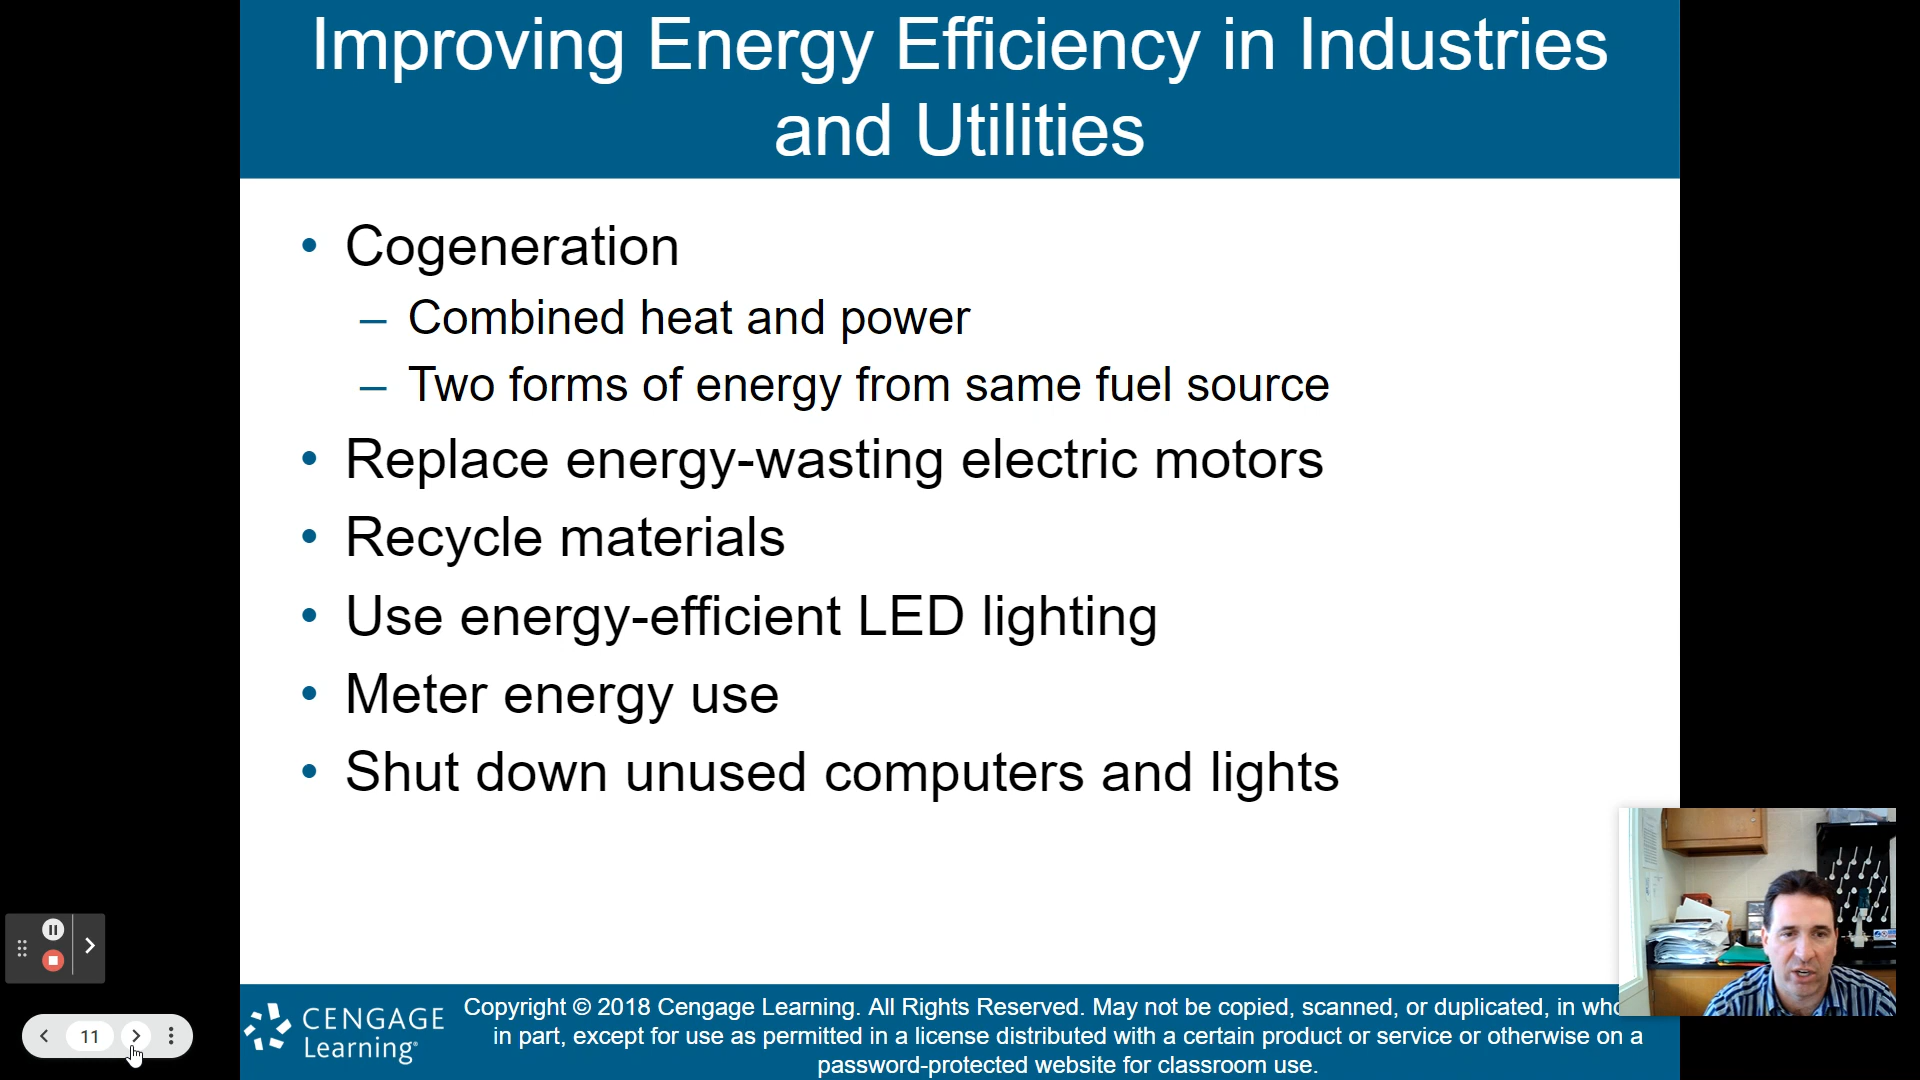 Improving Energy Efficiency in Industries
and Utilities
• Cogeneration
– Combined heat and power
– Two forms of energy from same fuel source
• Replace energy-wasting electric motors
• Recycle materials
• Use energy-efficient LED lighting
• Meter energy use
• Shut down unused computers and lights
11
CENGAGE
Learning®
Copyright © 2018 Cengage Learning. All Rights Reserved. May not be copied, scanned, or duplicated, in
in part, except for use as permitted in a license distributed with a certain product or service or otherwise on a
password-protected website for classroom use.